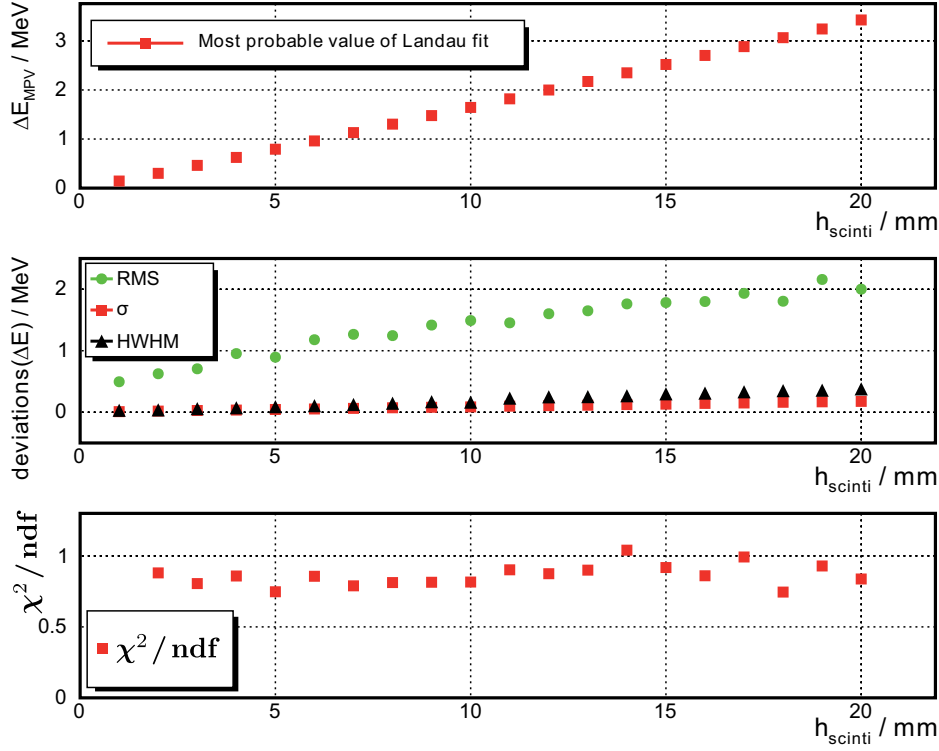 ΔE_MPV / MeV
3
2
1
0
Most probable value of Landau fit
0 5 10 15 20
h_scinti / mm
deviations(ΔE) / MeV
2
1
0
RMS
σ
HWHM
0 5 10 15 20
h_scinti / mm
χ² / ndf
1
0.5
0
χ² / ndf
0 5 10 15 20
h_scinti / mm